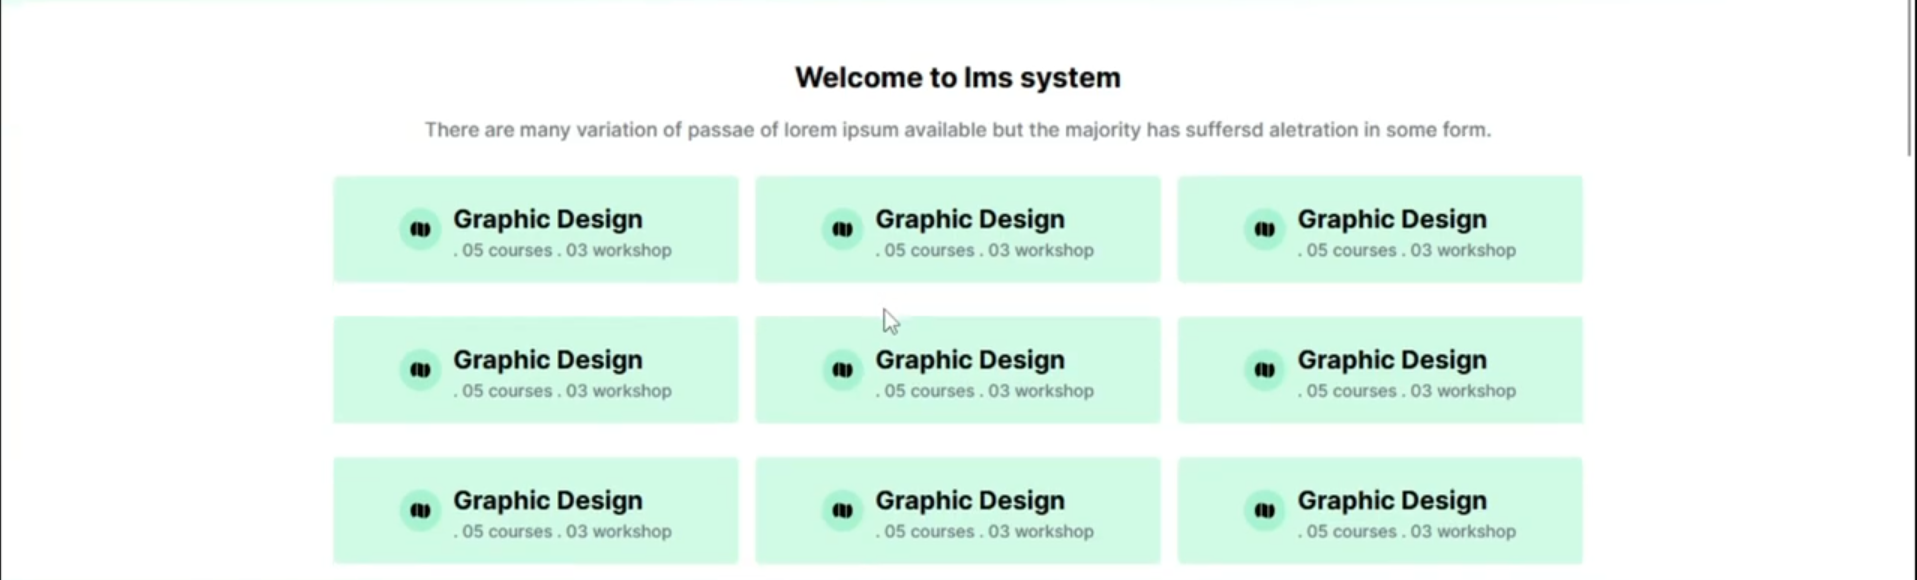 Welcome to lms system
There are many variation of passae of lorem ipsum available but the majority has suffersd aletration in some form.
Graphic Design
. 05 courses . 03 workshop
Graphic Design
. 05 courses . 03 workshop
Graphic Design
. 05 courses . 03 workshop
Graphic Design
. 05 courses . 03 workshop
Graphic Design
. 05 courses . 03 workshop
Graphic Design
. 05 courses . 03 workshop
Graphic Design
. 05 courses . 03 workshop
Graphic Design
. 05 courses . 03 workshop
Graphic Design
. 05 courses . 03 workshop